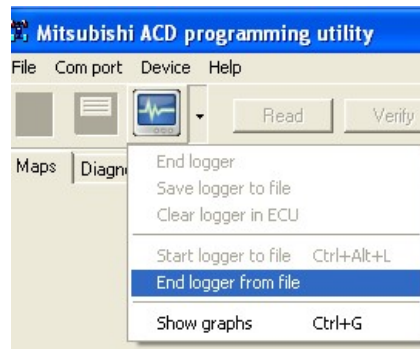 Mitsubishi ACD programming utility
File Com port Device Help
Read Verify
Maps
End logger
Save logger to file
Clear logger in ECU
Start logger to file Ctrl+Alt+L
End logger from file
Show graphs Ctrl+G